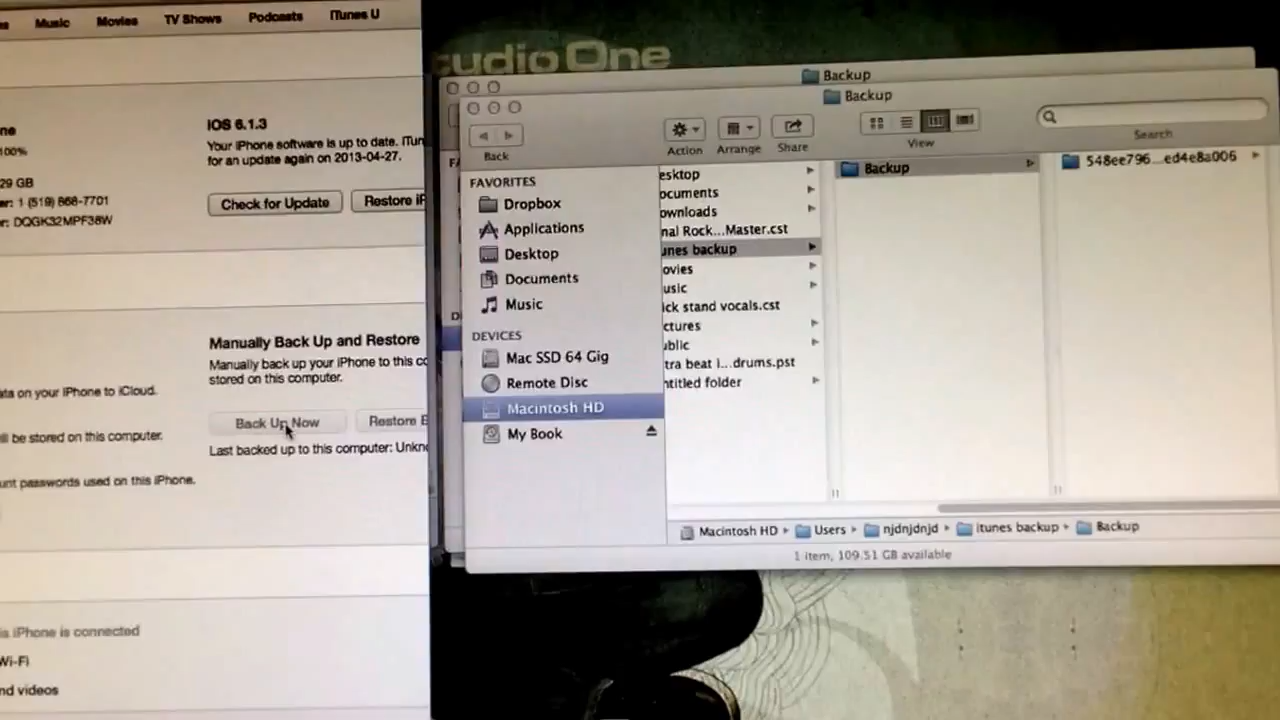 Music Movies TV Shows Podcasts iTunes U
ne
100%
29 GB
er: 1 (519) 868-7701
r: DQGK32MPF38W
iOS 6.1.3
Your iPhone software is up to date. iTun
for an update again on 2013-04-27.
Check for Update
Restore iP
Manually Back Up and Restore
Manually back up your iPhone to this co
stored on this computer.
ata on your iPhone to iCloud.
Back Up Now
Restore B
ill be stored on this computer.
Last backed up to this computer: Unkno
unt passwords used on this iPhone.
is iPhone is connected
Wi-Fi
nd videos
tudio One
Backup
Backup
Back
Action
Arrange
Share
View
Search
FAVORITES
Dropbox
Applications
Desktop
Documents
Music
DEVICES
Mac SSD 64 Gig
Remote Disc
Macintosh HD
My Book
esktop
ocuments
ownloads
nal Rock...Master.cst
unes backup
ovies
usic
ick stand vocals.cst
ctures
ublic
tra beat i...drums.pst
ntitled folder
Backup
548ee796...ed4e8a006
Macintosh HD Users njdnjdnjd itunes backup Backup
1 item, 109.51 GB available